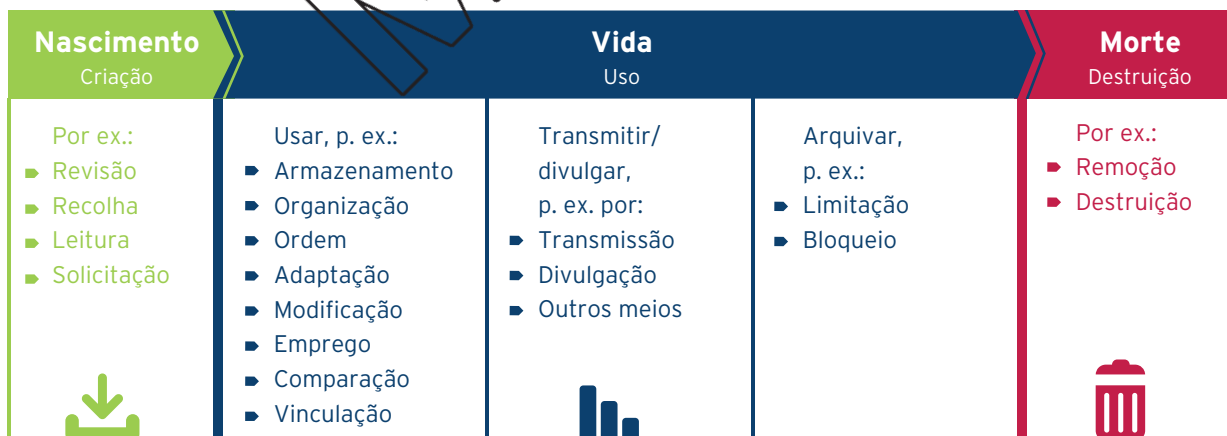 Nascimento
Criação
Vida
Uso
Morte
Destruição
Por ex.:
Revisão
Recolha
Leitura
Solicitação
Usar, p. ex.:
Armazenamento
Organização
Ordem
Adaptação
Modificação
Emprego
Comparação
Vinculação
Transmitir/
divulgar,
p. ex. por:
Transmissão
Divulgação
Outros meios
Arquivar,
p. ex.:
Limitação
Bloqueio
Por ex.:
Remoção
Destruição